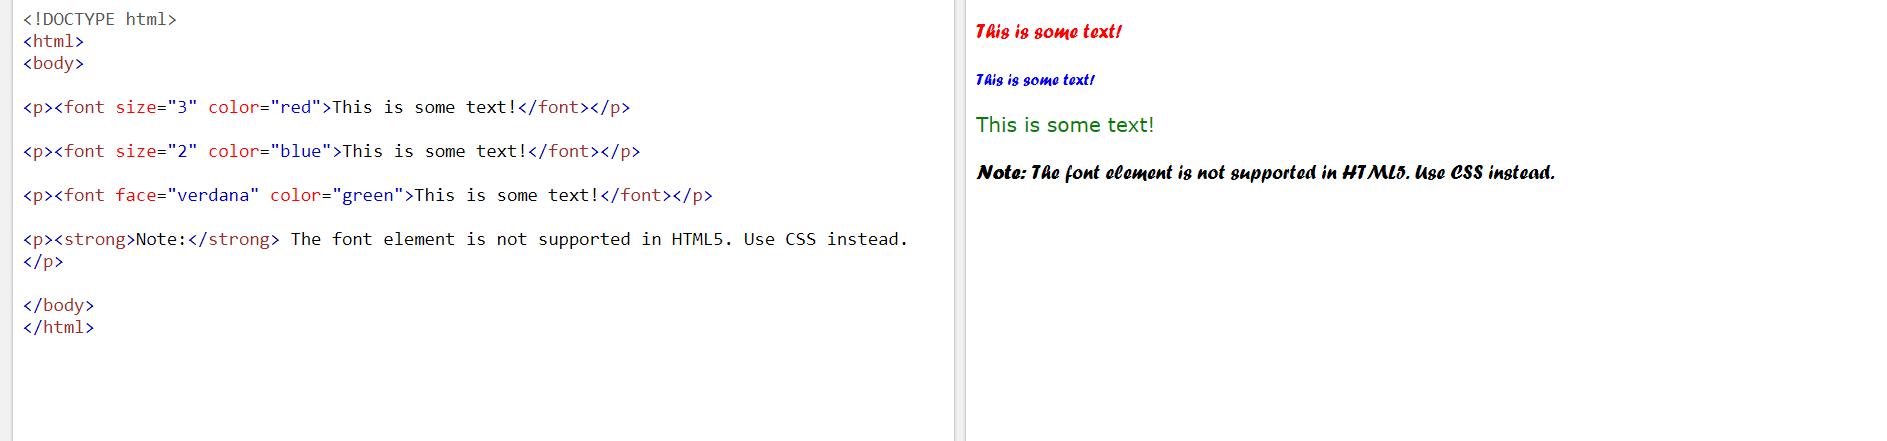 <!DOCTYPE html>
<html>
<body>
<p><font size="3" color="red">This is some text!</font></p>
<p><font size="2" color="blue">This is some text!</font></p>
<p><font face="verdana" color="green">This is some text!</font></p>
<p><strong>Note:</strong> The font element is not supported in HTML5. Use CSS instead.
</p>
</body>
</html>
This is some text!
This is some text!
This is some text!
Note: The font element is not supported in HTML5. Use CSS instead.